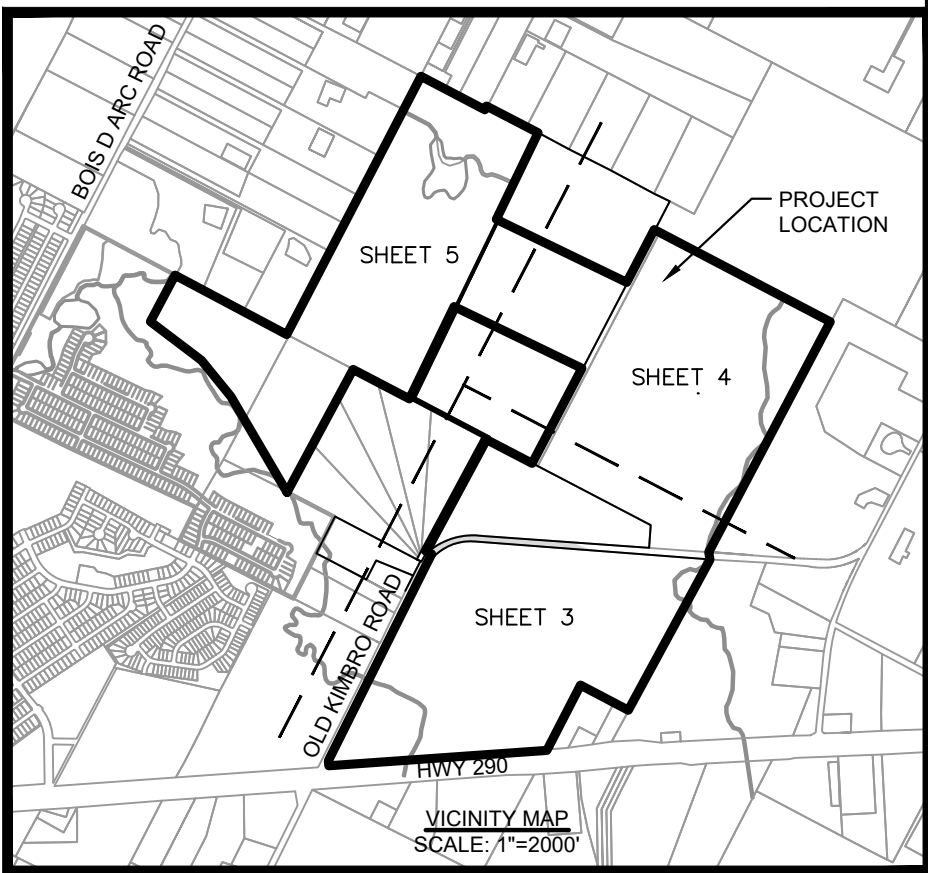 BOIS D ARC ROAD
PROJECT
LOCATION
SHEET 5
SHEET 4
SHEET 3
OLD KIMBRO ROAD
HWY 290
VICINITY MAP
SCALE: 1"=2000'